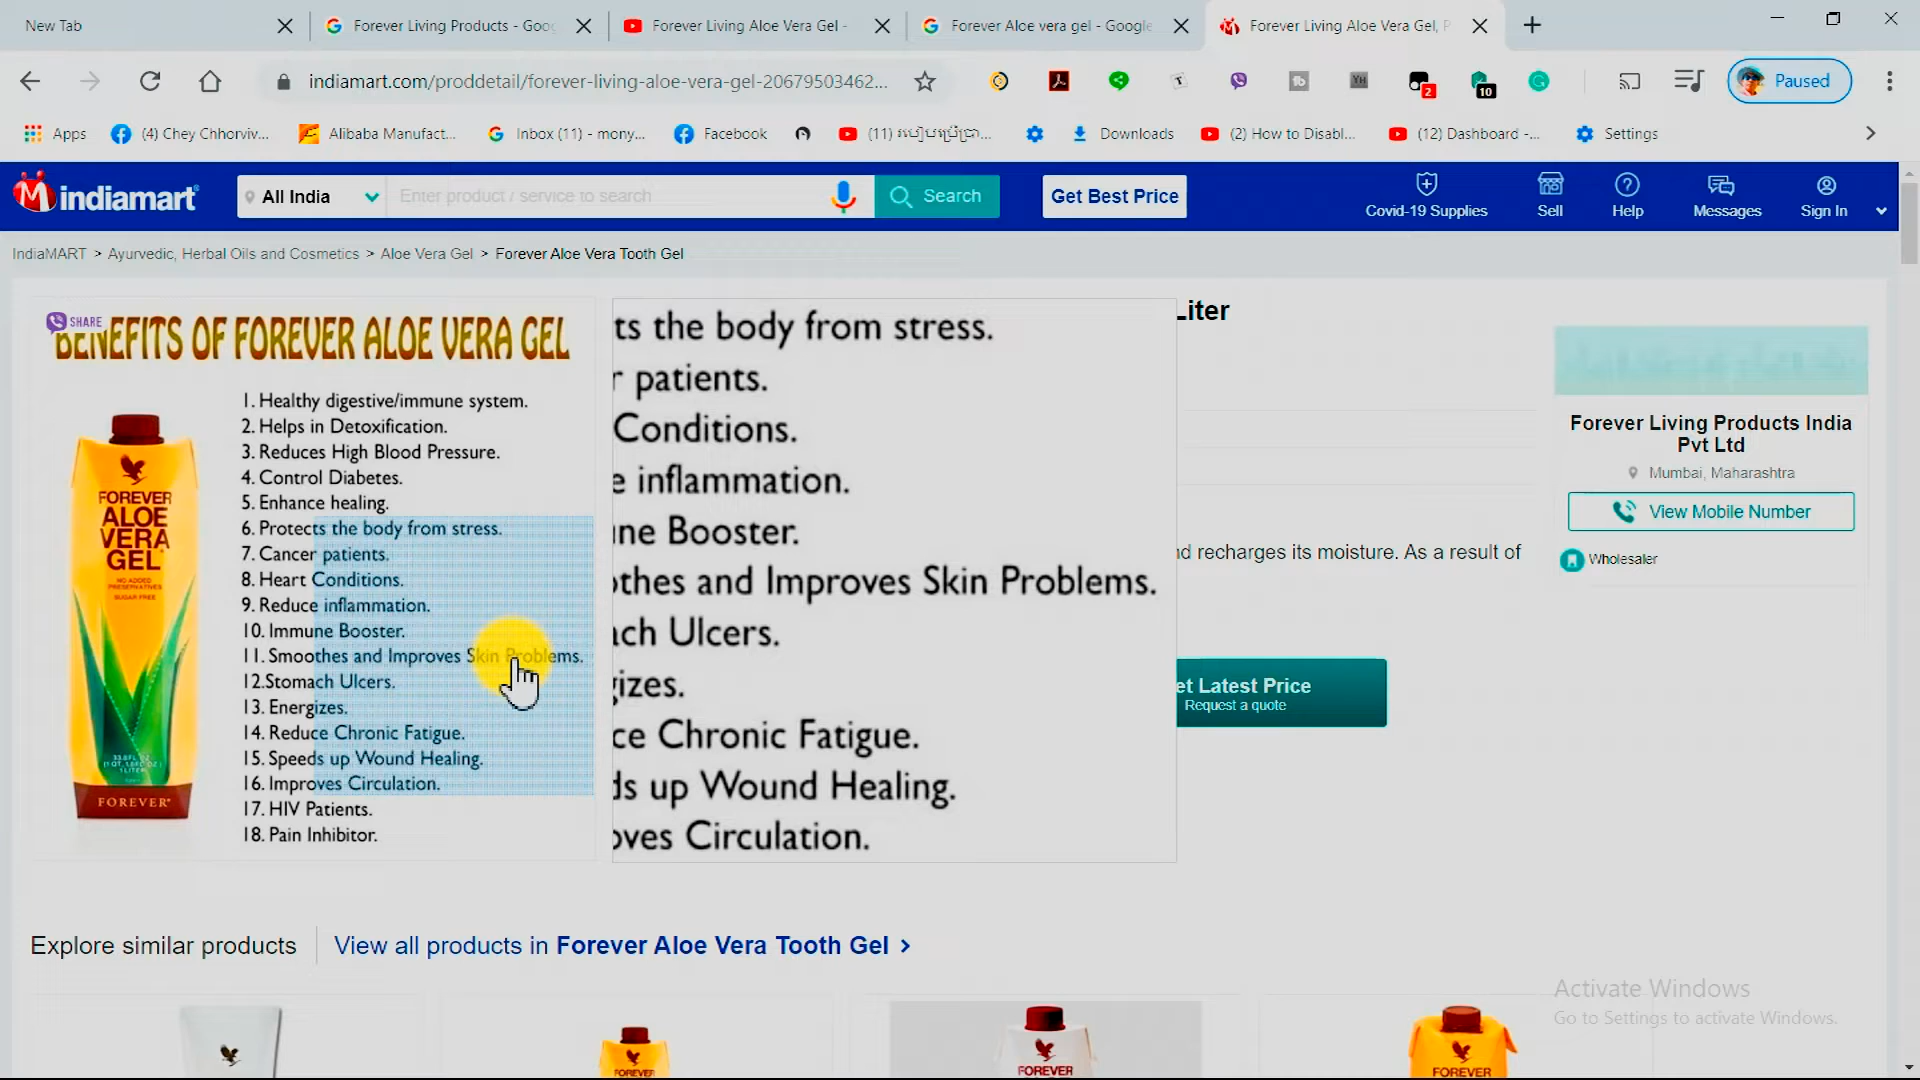 New Tab
Forever Living Products - Goog
Forever Living Aloe Vera Gel -
Forever Aloe vera gel - Google
Forever Living Aloe Vera Gel, P
indiamart.com/proddetail/forever-living-aloe-vera-gel-20679503462...
2
10
Paused
Apps
(4) Chey Chhorviv...
Alibaba Manufact...
Inbox (11) - mony...
Facebook
(11)
Downloads
(2) How to Disabl...
(12) Dashboard -...
Settings
indiamart
All India
Enter product / service to search
Search
Get Best Price
Covid-19 Supplies
Sell
Help
Messages
Sign In
IndiaMART > Ayurvedic, Herbal Oils and Cosmetics > Aloe Vera Gel > Forever Aloe Vera Tooth Gel
SHARE
BENEFITS OF FOREVER ALOE VERA GEL
1. Healthy digestive/immune system.
2. Helps in Detoxification.
3. Reduces High Blood Pressure.
4. Control Diabetes.
5. Enhance healing.
6. Protects the body from stress.
7. Cancer patients.
8. Heart Conditions.
9. Reduce inflammation.
10. Immune Booster.
11. Smoothes and Improves Skin Problems.
12.Stomach Ulcers.
13. Energizes.
14. Reduce Chronic Fatigue.
15. Speeds up Wound Healing.
16. Improves Circulation.
17. HIV Patients.
18. Pain Inhibitor.
FOREVER
ALOE
VERA
GEL
NO ADDED
PRESERVATIVES
SUGAR FREE
1 LITER
FOREVER
ts the body from stress.
r patients.
Conditions.
e inflammation.
une Booster.
othes and Improves Skin Problems.
ach Ulcers.
gizes.
ce Chronic Fatigue.
ds up Wound Healing.
oves Circulation.
Liter
nd recharges its moisture. As a result of
et Latest Price
Request a quote
Forever Living Products India
Pvt Ltd
Mumbai, Maharashtra
View Mobile Number
Wholesaler
Explore similar products
View all products in Forever Aloe Vera Tooth Gel >
Activate Windows
Go to Settings to activate Windows.
FOREVER
FOREVER
FOREVER